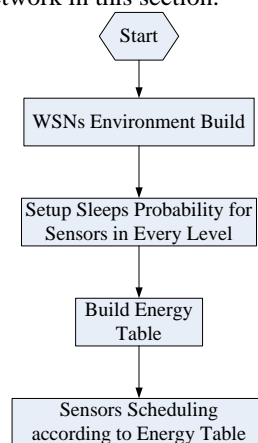 etwork in this section.
Start
WSNs Environment Build
Setup Sleeps Probability for
Sensors in Every Level
Build Energy
Table
Sensors Scheduling
according to Energy Table